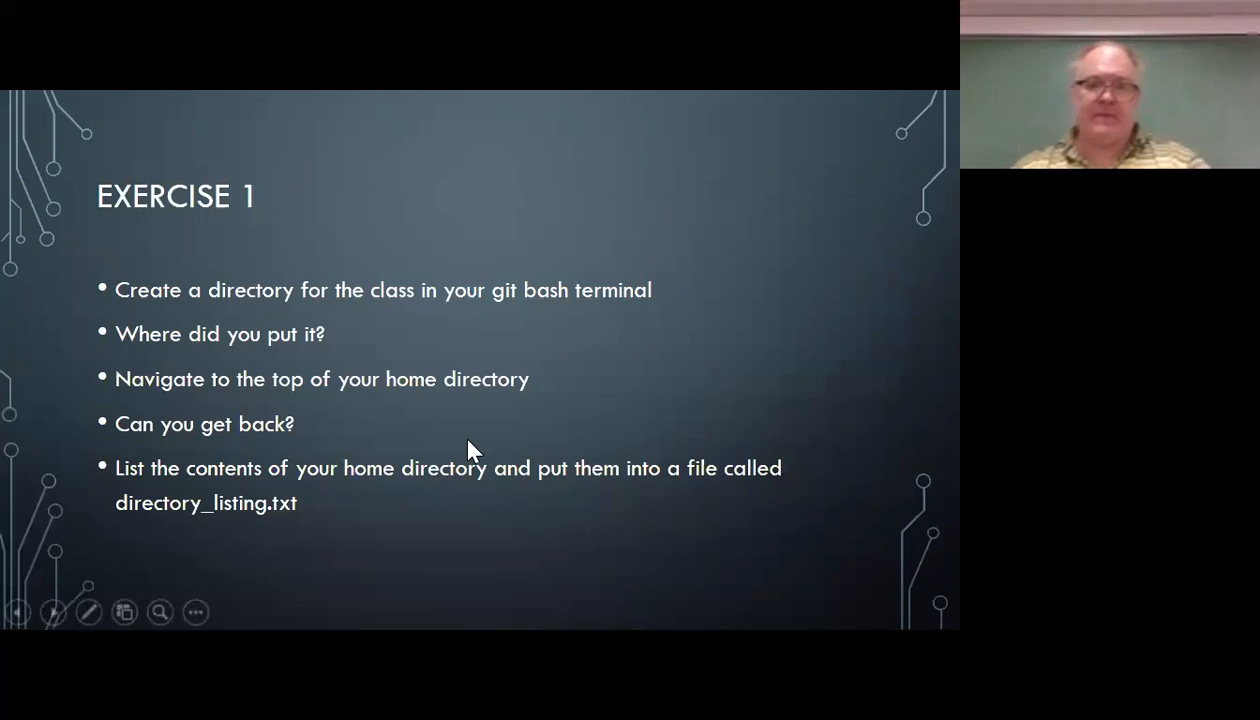 EXERCISE 1
• Create a directory for the class in your git bash terminal
• Where did you put it?
• Navigate to the top of your home directory
• Can you get back?
• List the contents of your home directory and put them into a file called
directory_listing.txt